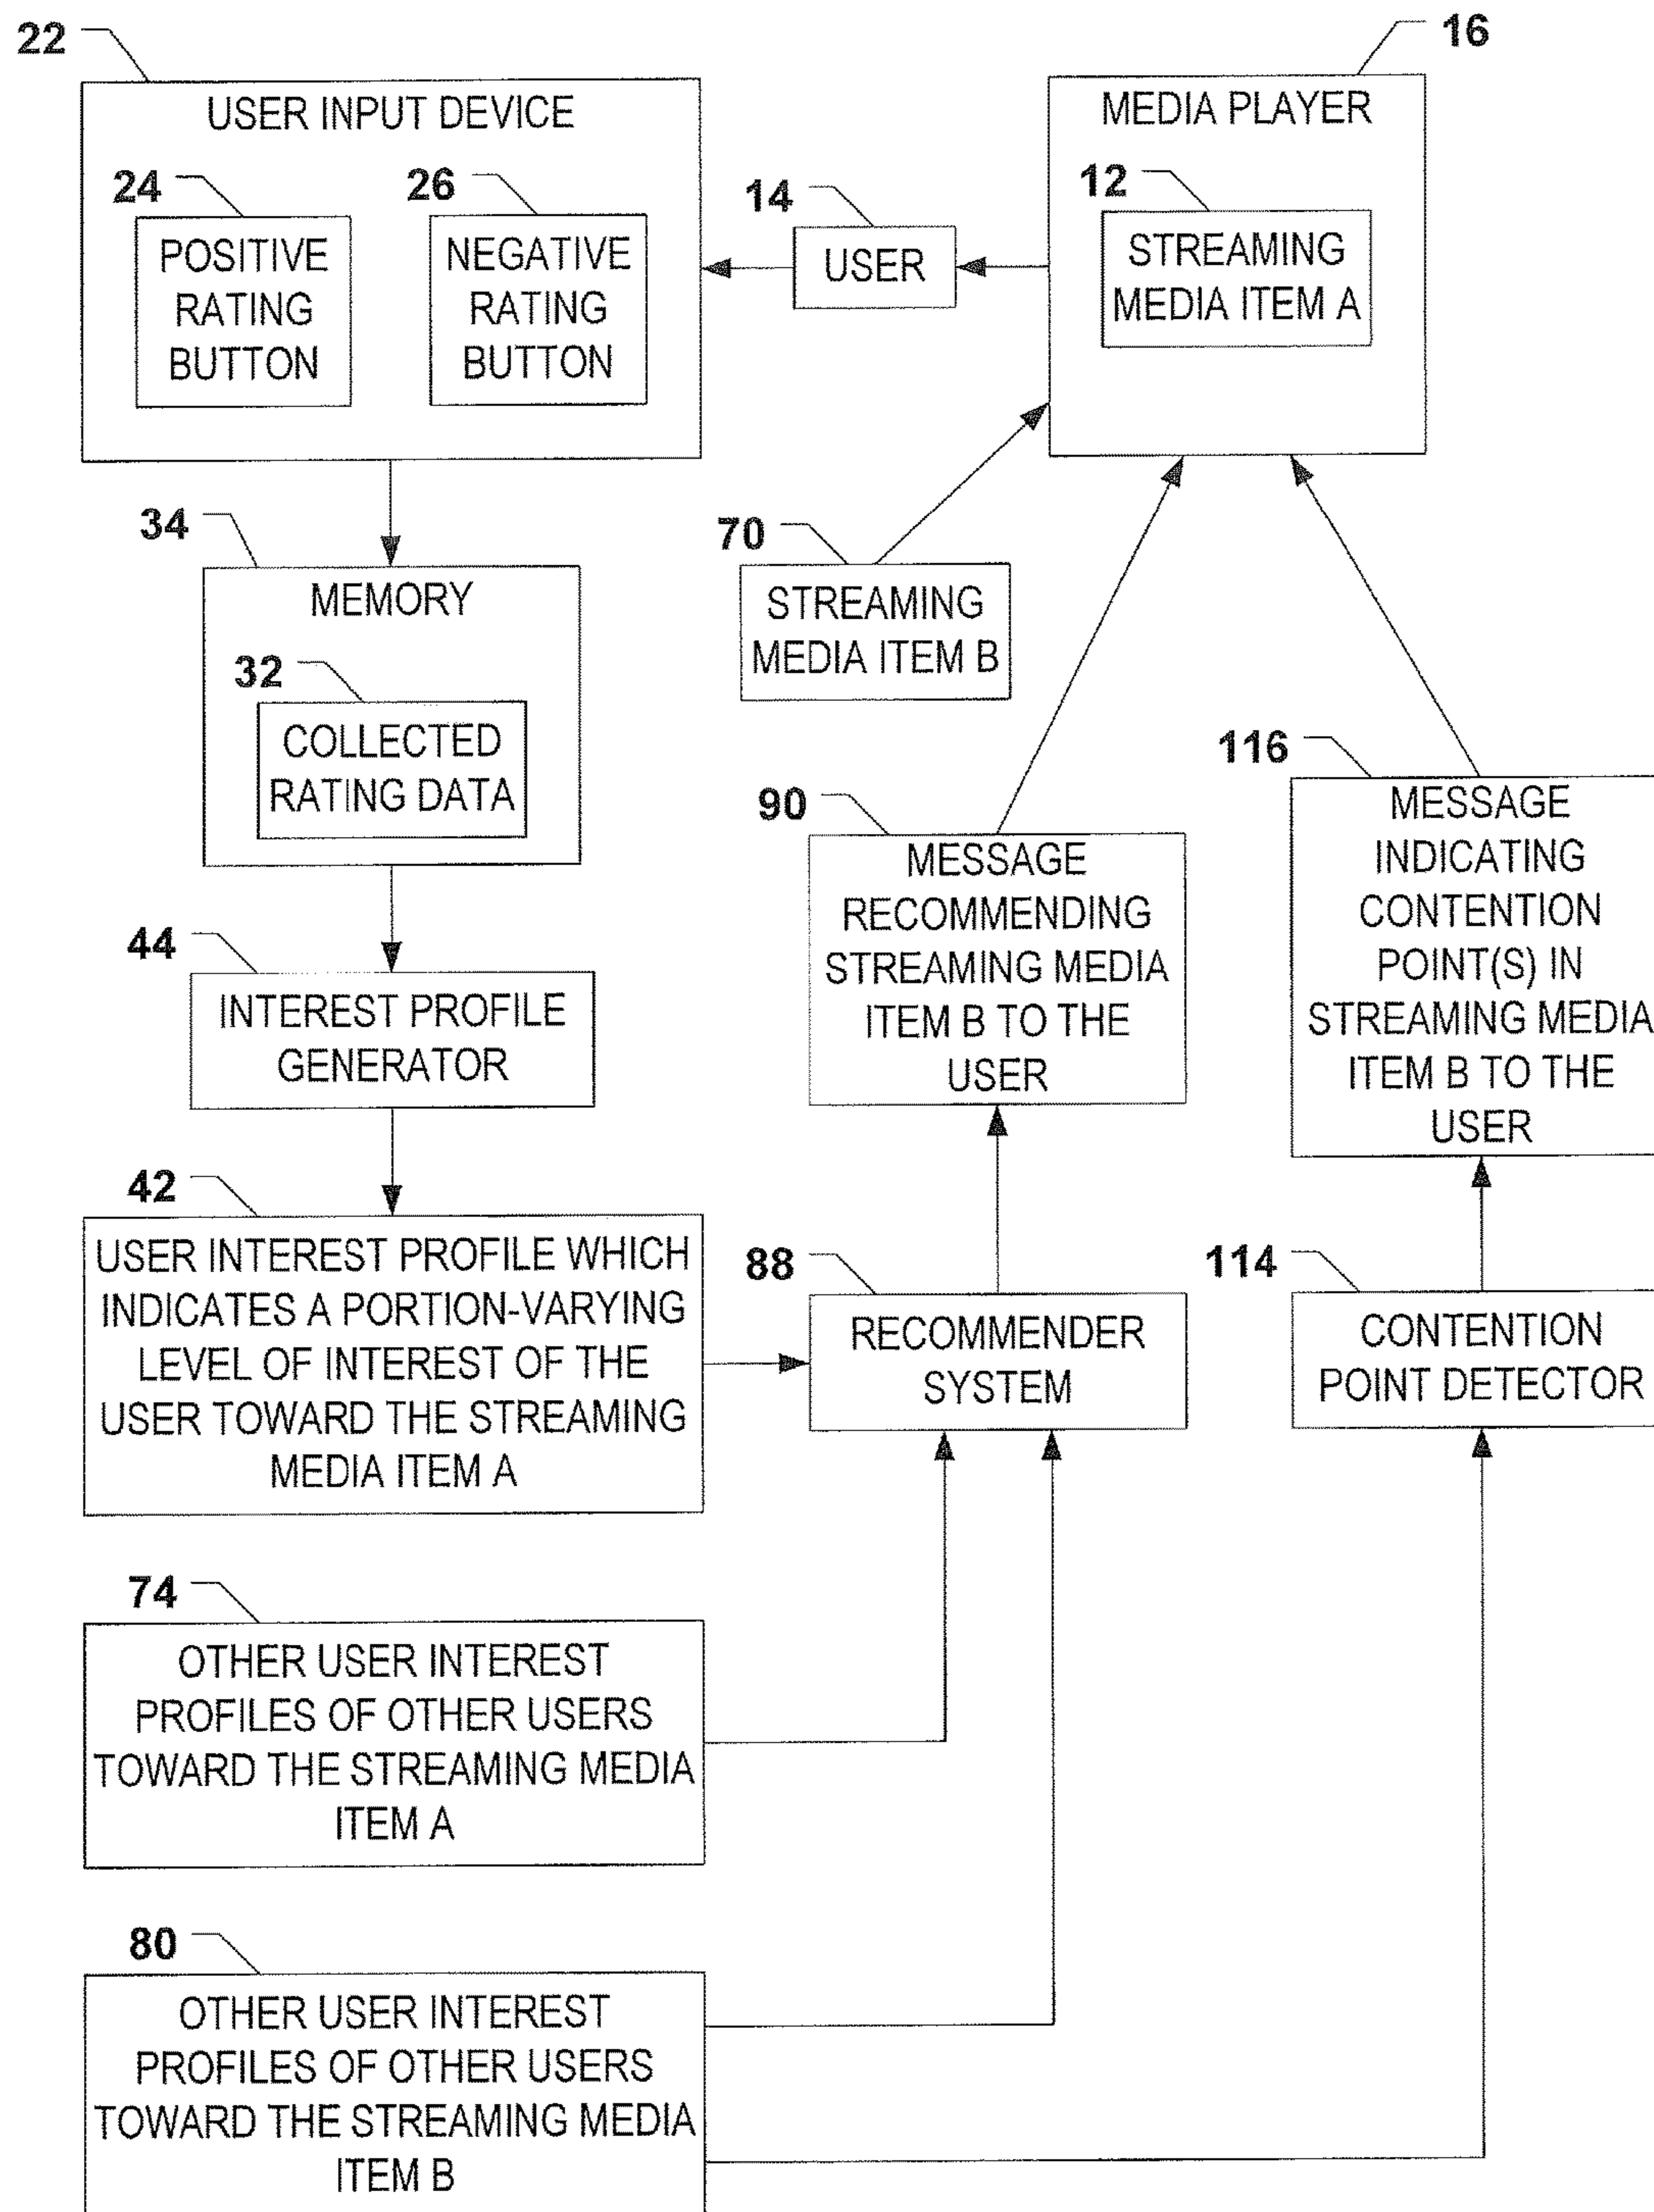 22
USER INPUT DEVICE
24
POSITIVE
RATING
BUTTON
26
NEGATIVE
RATING
BUTTON
14
USER
16
MEDIA PLAYER
12
STREAMING
MEDIA ITEM A
34
MEMORY
32
COLLECTED
RATING DATA
70
STREAMING
MEDIA ITEM B
90
MESSAGE
RECOMMENDING
STREAMING MEDIA
ITEM B TO THE
USER
116
MESSAGE
INDICATING
CONTENTION
POINT(S) IN
STREAMING MEDIA
ITEM B TO THE
USER
44
INTEREST PROFILE
GENERATOR
42
USER INTEREST PROFILE WHICH
INDICATES A PORTION-VARYING
LEVEL OF INTEREST OF THE
USER TOWARD THE STREAMING
MEDIA ITEM A
88
RECOMMENDER
SYSTEM
114
CONTENTION
POINT DETECTOR
74
OTHER USER INTEREST
PROFILES OF OTHER USERS
TOWARD THE STREAMING MEDIA
ITEM A
80
OTHER USER INTEREST
PROFILES OF OTHER USERS
TOWARD THE STREAMING MEDIA
ITEM B